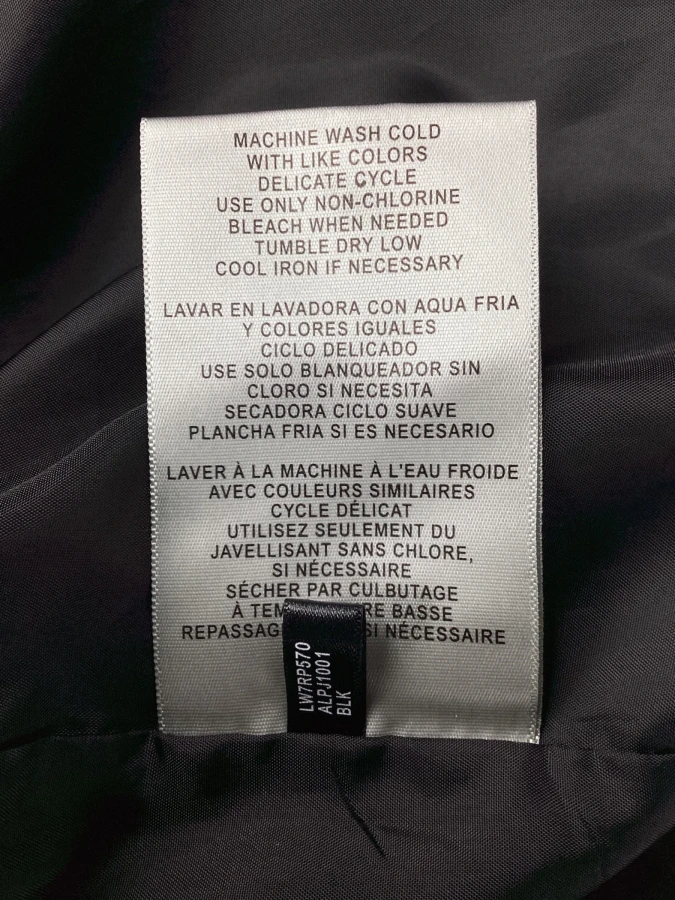 MACHINE WASH COLD
WITH LIKE COLORS
DELICATE CYCLE
USE ONLY NON-CHLORINE
BLEACH WHEN NEEDED
TUMBLE DRY LOW
COOL IRON IF NECESSARY
LAVAR EN LAVADORA CON AQUA FRIA
Y COLORES IGUALES
CICLO DELICADO
USE SOLO BLANQUEADOR SIN
CLORO SI NECESITA
SECADORA CICLO SUAVE
PLANCHA FRIA SI ES NECESARIO
LAVER À LA MACHINE À L'EAU FROIDE
AVEC COULEURS SIMILAIRES
CYCLE DÉLICAT
UTILISEZ SEULEMENT DU
JAVELLISANT SANS CHLORE,
SI NÉCESSAIRE
SÉCHER PAR CULBUTAGE
À TEM RE BASSE
REPASSAG SI NÉCESSAIRE
LW7RP570
ALPJ1001
BLK